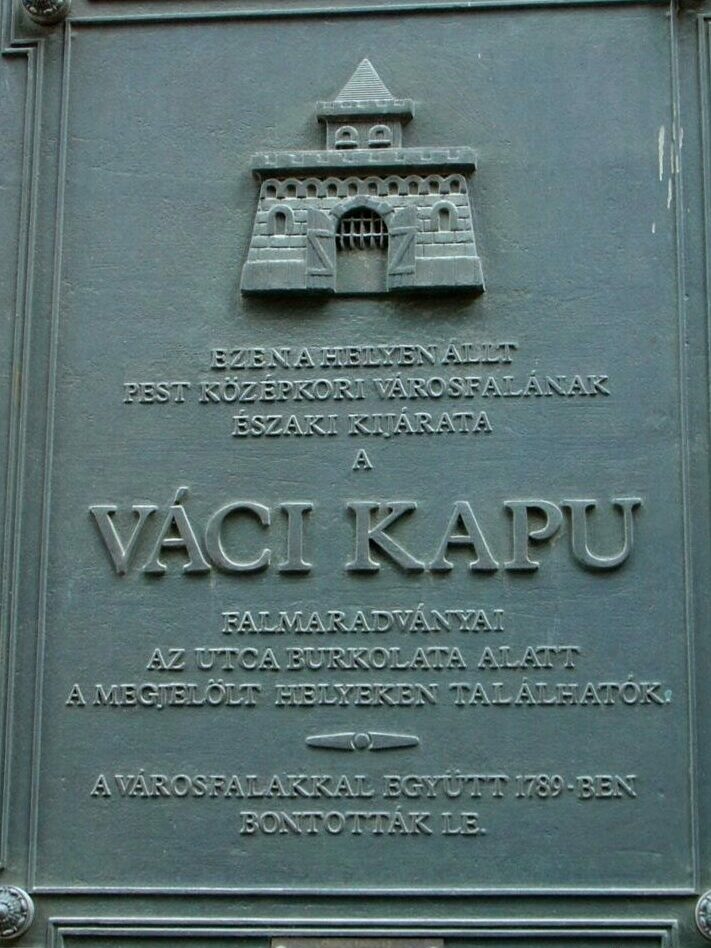 EZEN A HELYEN ÁLLT
PEST KÖZÉPKORI VÁROSFALÁNAK
ÉSZAKI KIJÁRATA
A
VÁCI KAPU
FALMARADVÁNYAI
AZ UTCA BURKOLATA ALATT
A MEGJELÖLT HELYEKEN TALÁLHATÓK.
A VÁROSFALAKKAL EGYÜTT 1789-BEN
BONTOTTÁK LE.